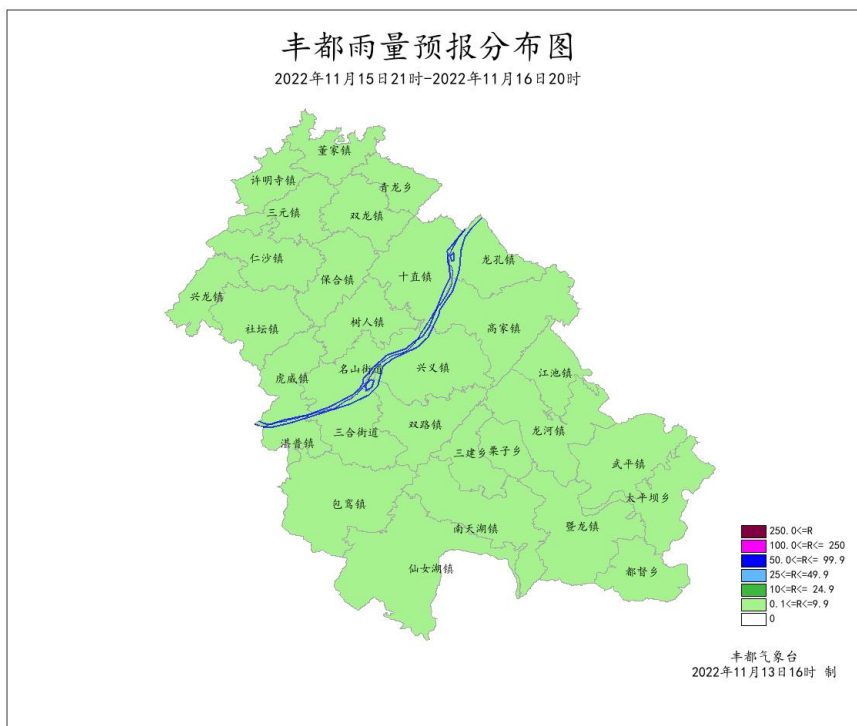 丰都雨量预报分布图
2022年11月15日21时-2022年11月16日20时
董家镇
许明寺镇
青龙乡
三元镇
双龙镇
仁沙镇
龙孔镇
保合镇
十直镇
兴龙镇
树人镇
社坛镇
高家镇
虎威镇
名山街道
兴义镇
江池镇
湛普镇
三合街道
双路镇
龙河镇
三建乡
栗子乡
武平镇
太平坝乡
包鸾镇
南天湖镇
暨龙镇
仙女湖镇
都督乡
250.0<=R
100.0<=R<= 250
50.0<=R<= 99.9
25<=R<=49.9
10<=R<= 24.9
0.1<=R<=9.9
0
丰都气象台
2022年11月13日16时 制